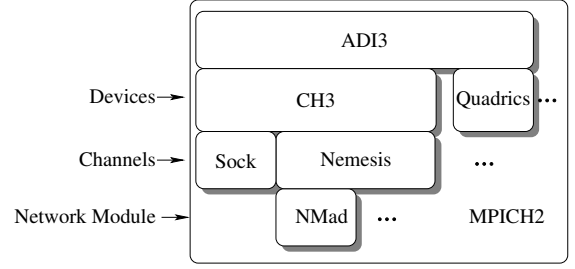 ADI3
Devices CH3 Quadrics ...
Channels Sock Nemesis ...
Network Module NMad ... MPICH2